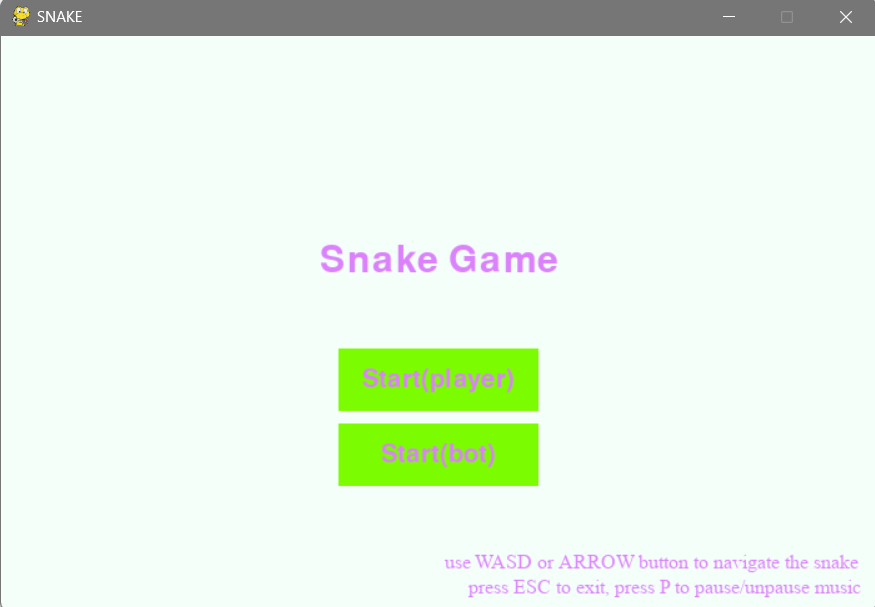 SNAKE
Snake Game
Start(player)
Start(bot)
use WASD or ARROW button to navigate the snake
press ESC to exit, press P to pause/unpause music